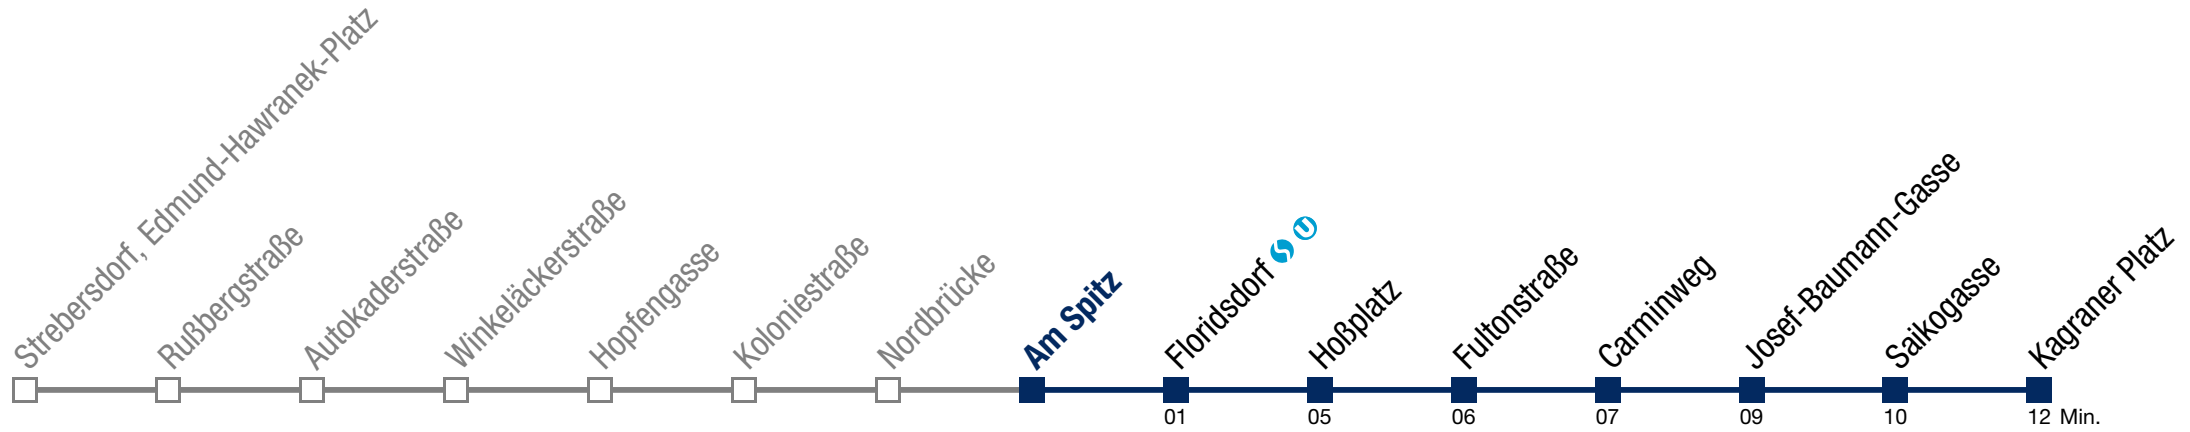 Strebersdorf, Edmund-Hawranek-Platz
Rußbergstraße
Autokaderstraße
Winkeläckerstraße
Hopfengasse
Koloniestraße
Nordbrücke
Am Spitz
Floridsdorf S U
Hoßplatz
Fultonstraße
Carminweg
Josef-Baumann-Gasse
Saikogasse
Kagraner Platz
01 05 06 07 09 10 12 Min.